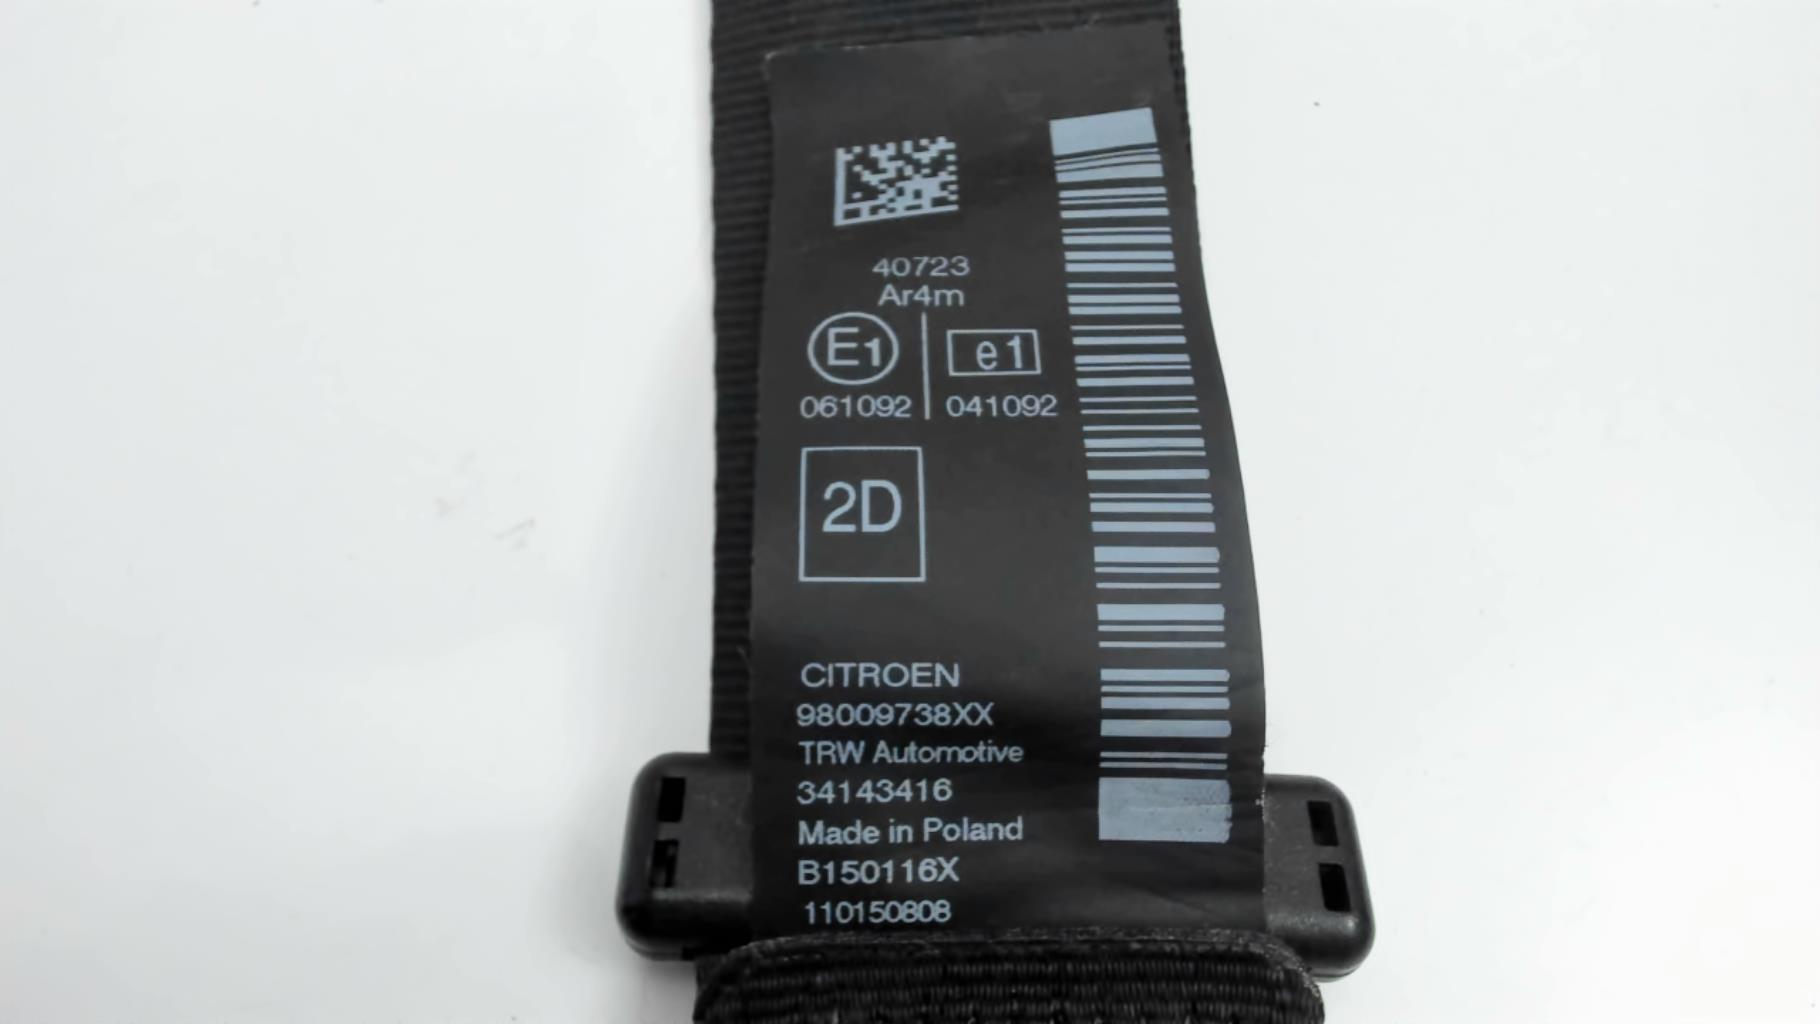 40723
Ar4m
E1 e1
061092 041092
2D
CITROEN
98009738XX
TRW Automotive
34143416
Made in Poland
B150116X
110150808